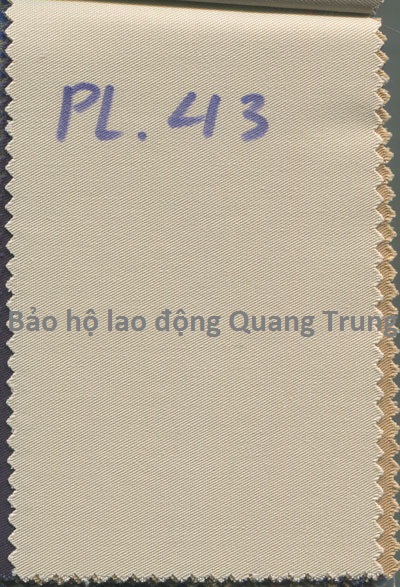 PL. 43
Bảo hộ lao động Quang Trung